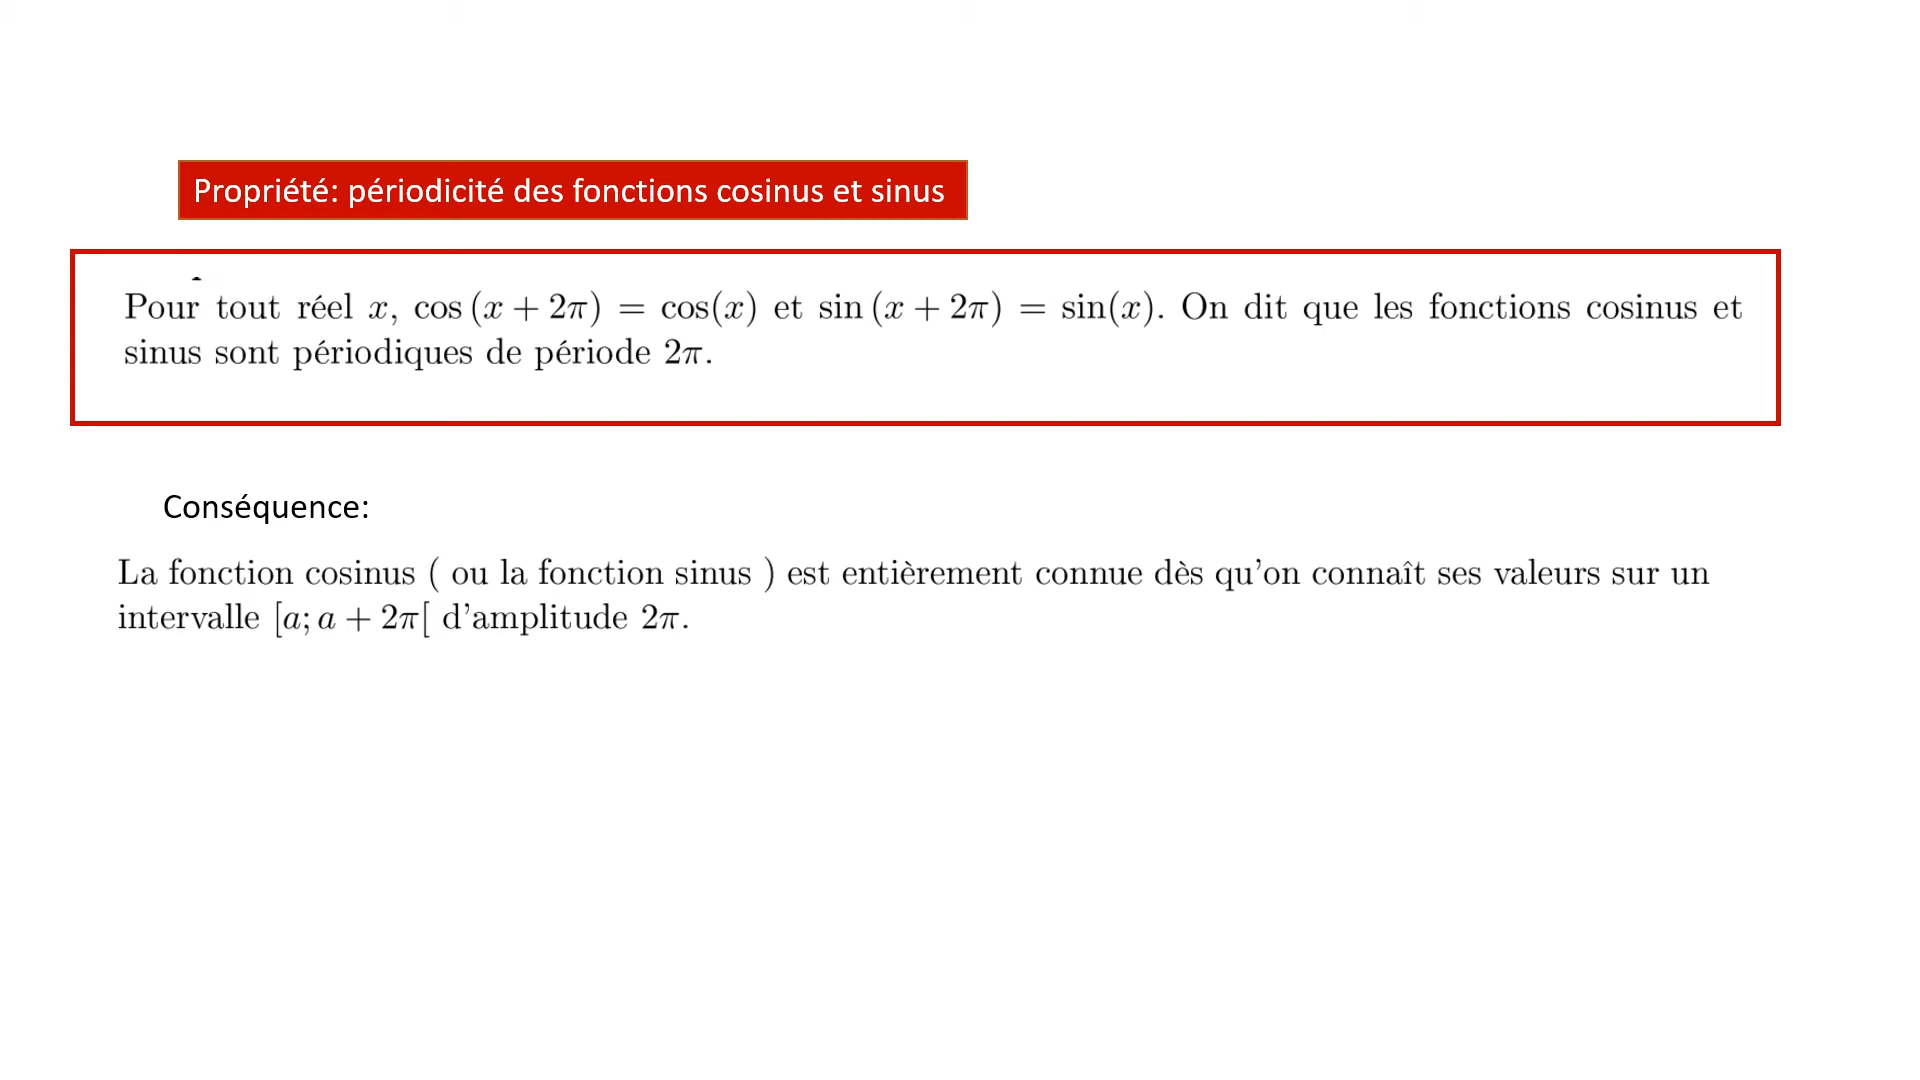 Propriété: périodicité des fonctions cosinus et sinus
Pour tout réel x, cos (x + 2π) = cos(x) et sin (x + 2π) = sin(x). On dit que les fonctions cosinus et
sinus sont périodiques de période 2π.
Conséquence:
La fonction cosinus ( ou la fonction sinus ) est entièrement connue dès qu'on connaît ses valeurs sur un
intervalle [a; a + 2π[ d'amplitude 2π.